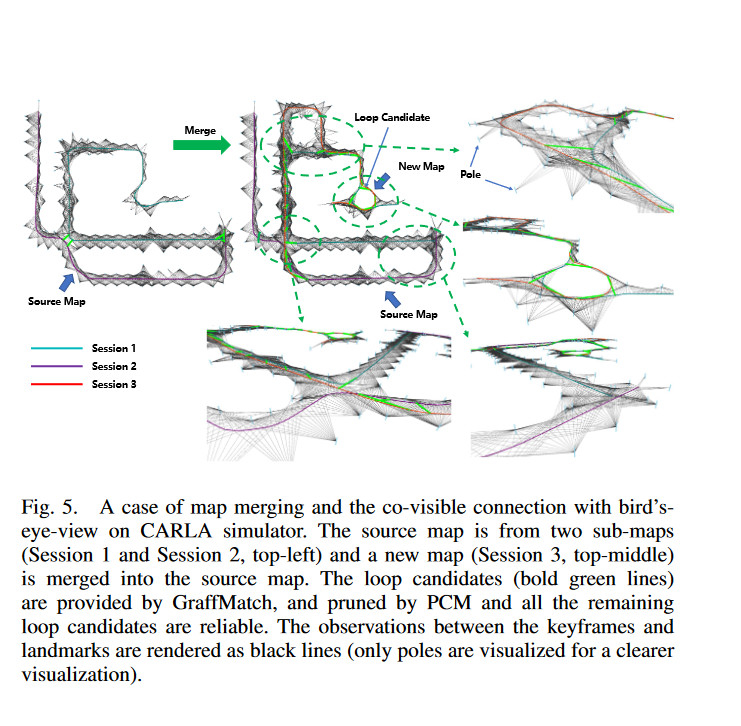 Merge
Loop Candidate
New Map
Pole
Source Map
Source Map
Session 1
Session 2
Session 3
Fig. 5. A case of map merging and the co-visible connection with bird's-
eye-view on CARLA simulator. The source map is from two sub-maps
(Session 1 and Session 2, top-left) and a new map (Session 3, top-middle)
is merged into the source map. The loop candidates (bold green lines)
are provided by GraffMatch, and pruned by PCM and all the remaining
loop candidates are reliable. The observations between the keyframes and
landmarks are rendered as black lines (only poles are visualized for a clearer
visualization).